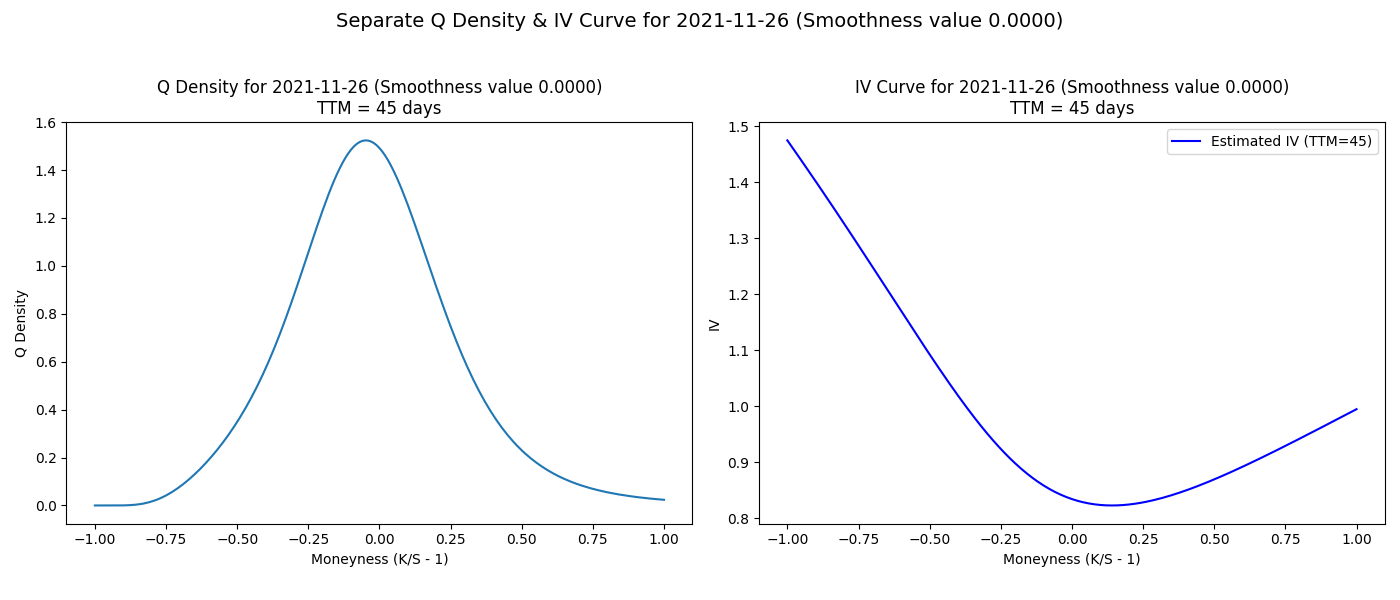 Separate Q Density & IV Curve for 2021-11-26 (Smoothness value 0.0000)
Q Density for 2021-11-26 (Smoothness value 0.0000)
TTM = 45 days
1.6
1.4
1.2
1.0
0.8
0.6
0.4
0.2
0.0
Q Density
−1.00 −0.75 −0.50 −0.25 0.00 0.25 0.50 0.75 1.00
Moneyness (K/S - 1)
IV Curve for 2021-11-26 (Smoothness value 0.0000)
TTM = 45 days
Estimated IV (TTM=45)
1.5
1.4
1.3
1.2
1.1
1.0
0.9
0.8
IV
−1.00 −0.75 −0.50 −0.25 0.00 0.25 0.50 0.75 1.00
Moneyness (K/S - 1)